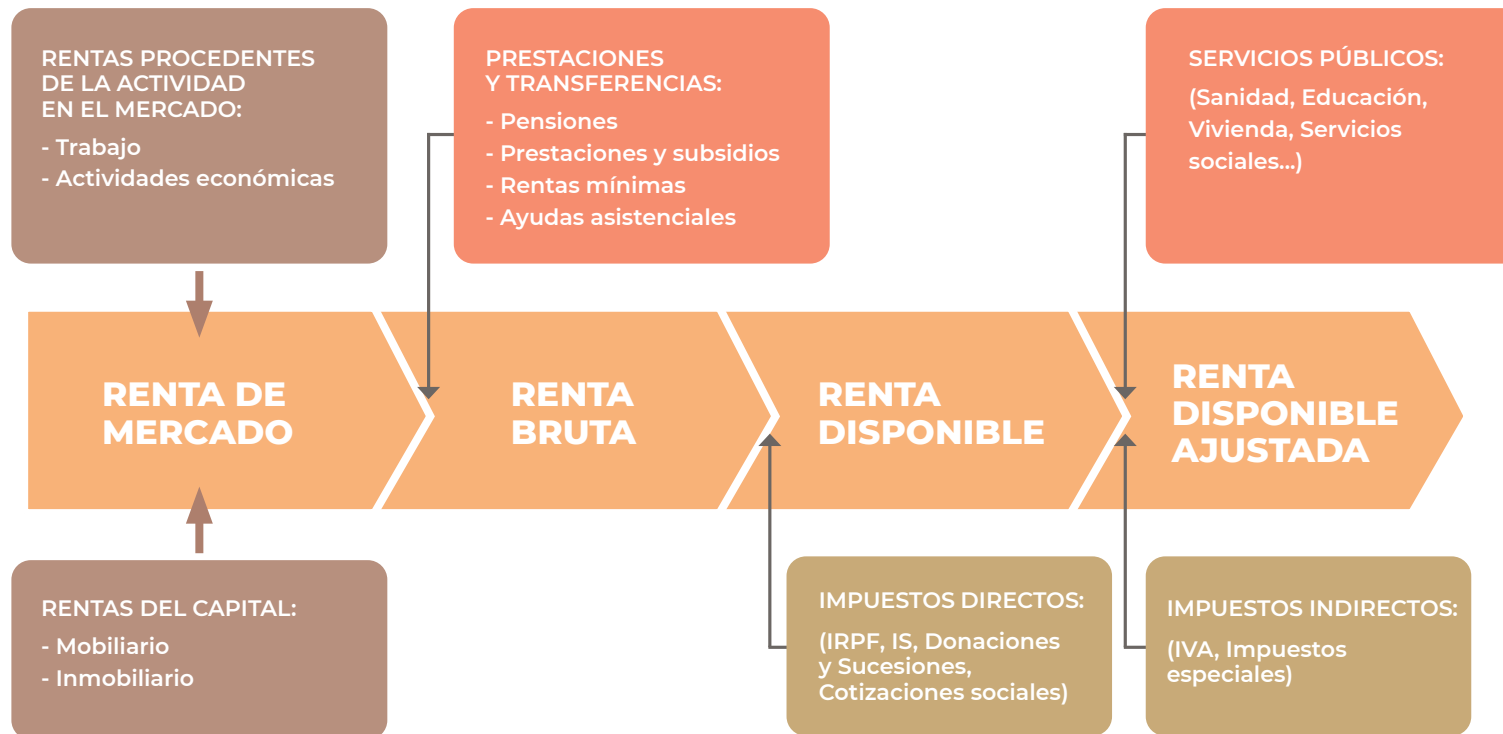 RENTAS PROCEDENTES
DE LA ACTIVIDAD
EN EL MERCADO:
- Trabajo
- Actividades económicas
PRESTACIONES
Y TRANSFERENCIAS:
- Pensiones
- Prestaciones y subsidios
- Rentas mínimas
- Ayudas asistenciales
SERVICIOS PÚBLICOS:
(Sanidad, Educación,
Vivienda, Servicios
sociales...)
RENTA DE
MERCADO
RENTA
BRUTA
RENTA
DISPONIBLE
RENTA
DISPONIBLE
AJUSTADA
RENTAS DEL CAPITAL:
- Mobiliario
- Inmobiliario
IMPUESTOS DIRECTOS:
(IRPF, IS, Donaciones
y Sucesiones,
Cotizaciones sociales)
IMPUESTOS INDIRECTOS:
(IVA, Impuestos
especiales)